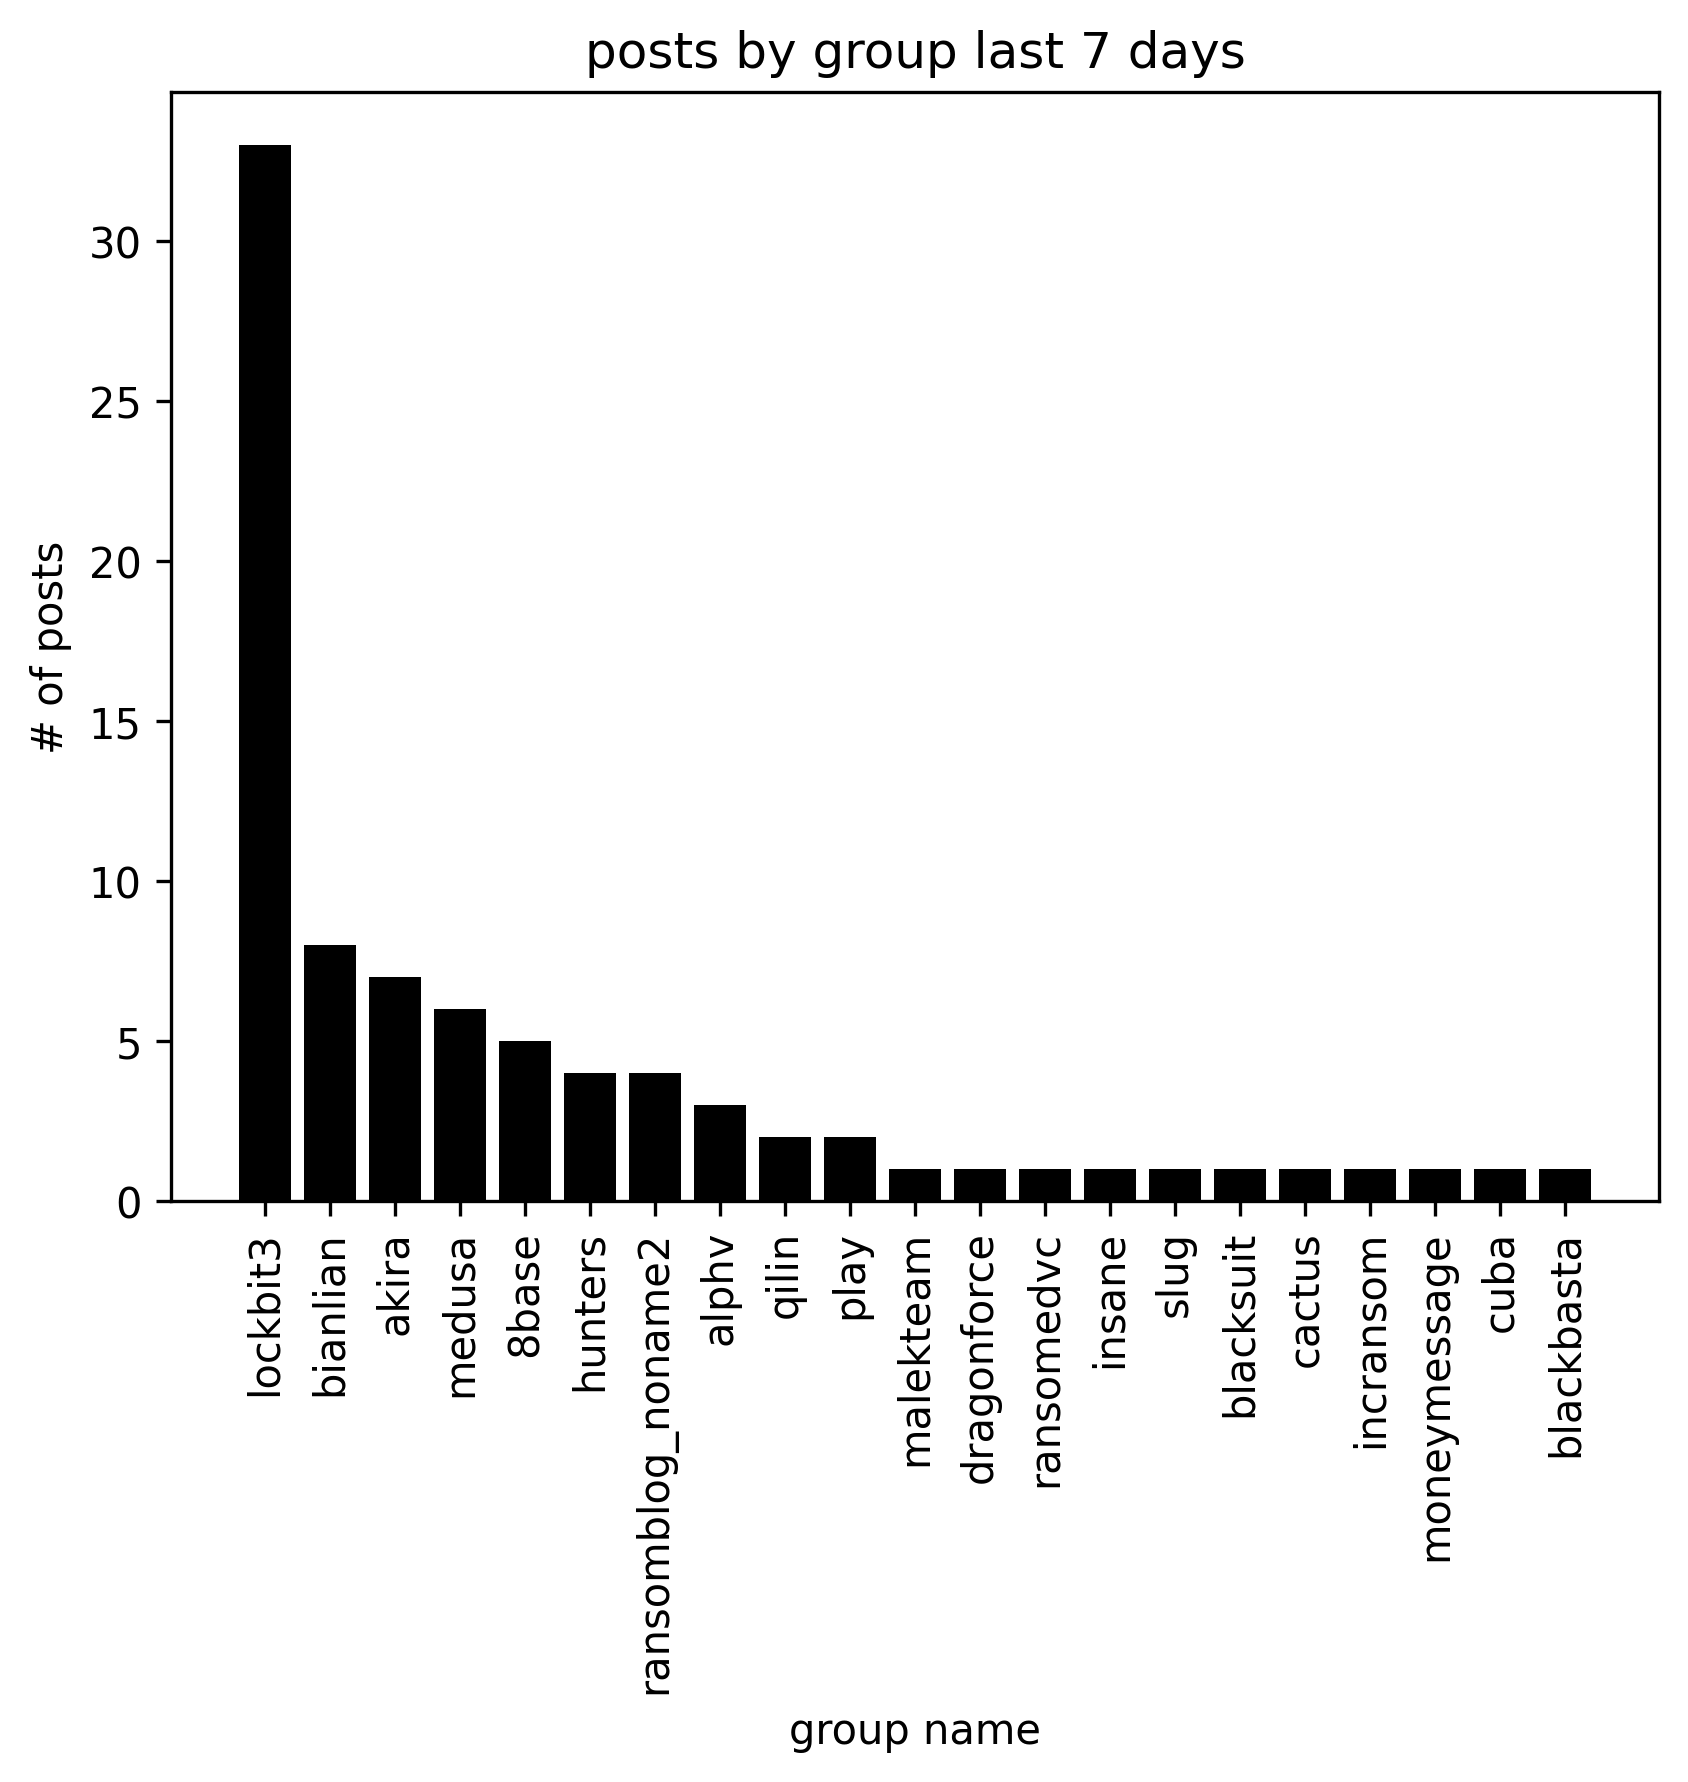 posts by group last 7 days
# of posts
30
25
20
15
10
5
0
lockbit3
bianlian
akira
medusa
8base
hunters
ransomblog_noname2
alphv
qilin
play
malekteam
dragonforce
ransomedvc
insane
slug
blacksuit
cactus
incransom
moneymessage
cuba
blackbasta
group name